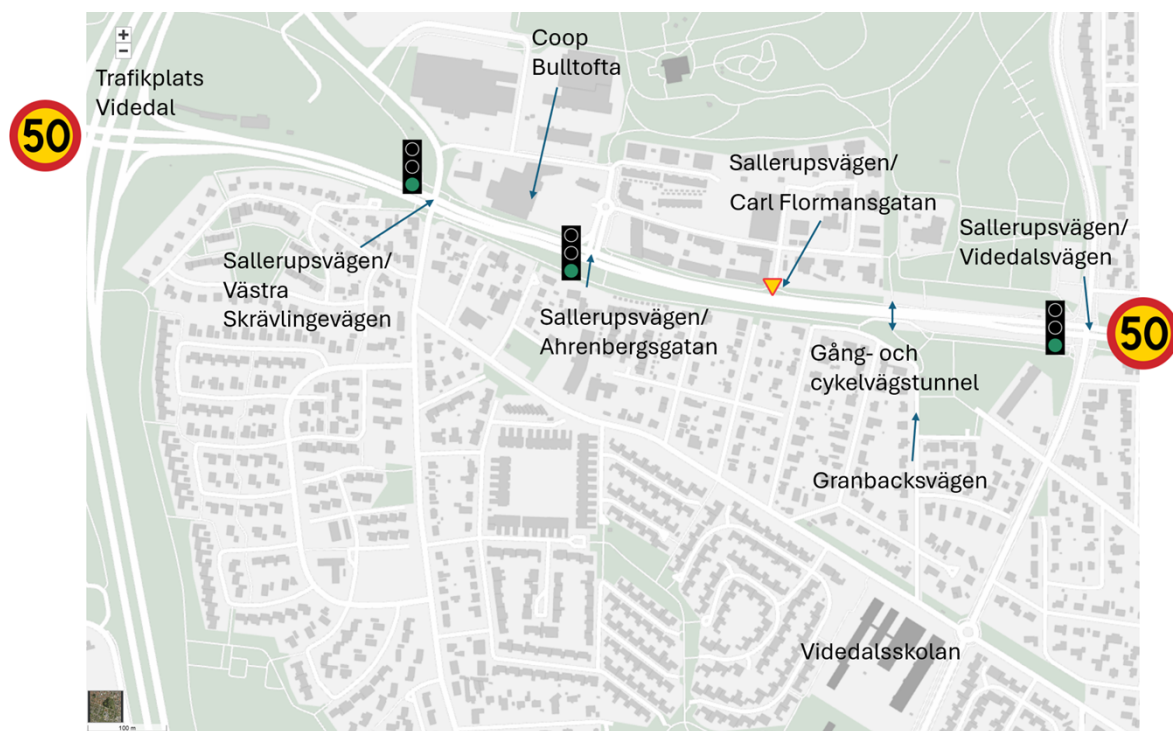 +
−
Trafikplats
Videdal
50
Coop
Bulltofta
Sallerupsvägen/
Carl Flormansgatan
Sallerupsvägen/
Videdalsvägen
50
Sallerupsvägen/
Västra
Skrävlingevägen
Sallerupsvägen/
Ahrenbergsgatan
Gång- och
cykelvägstunnel
Granbacksvägen
Videdalsskolan
100 m